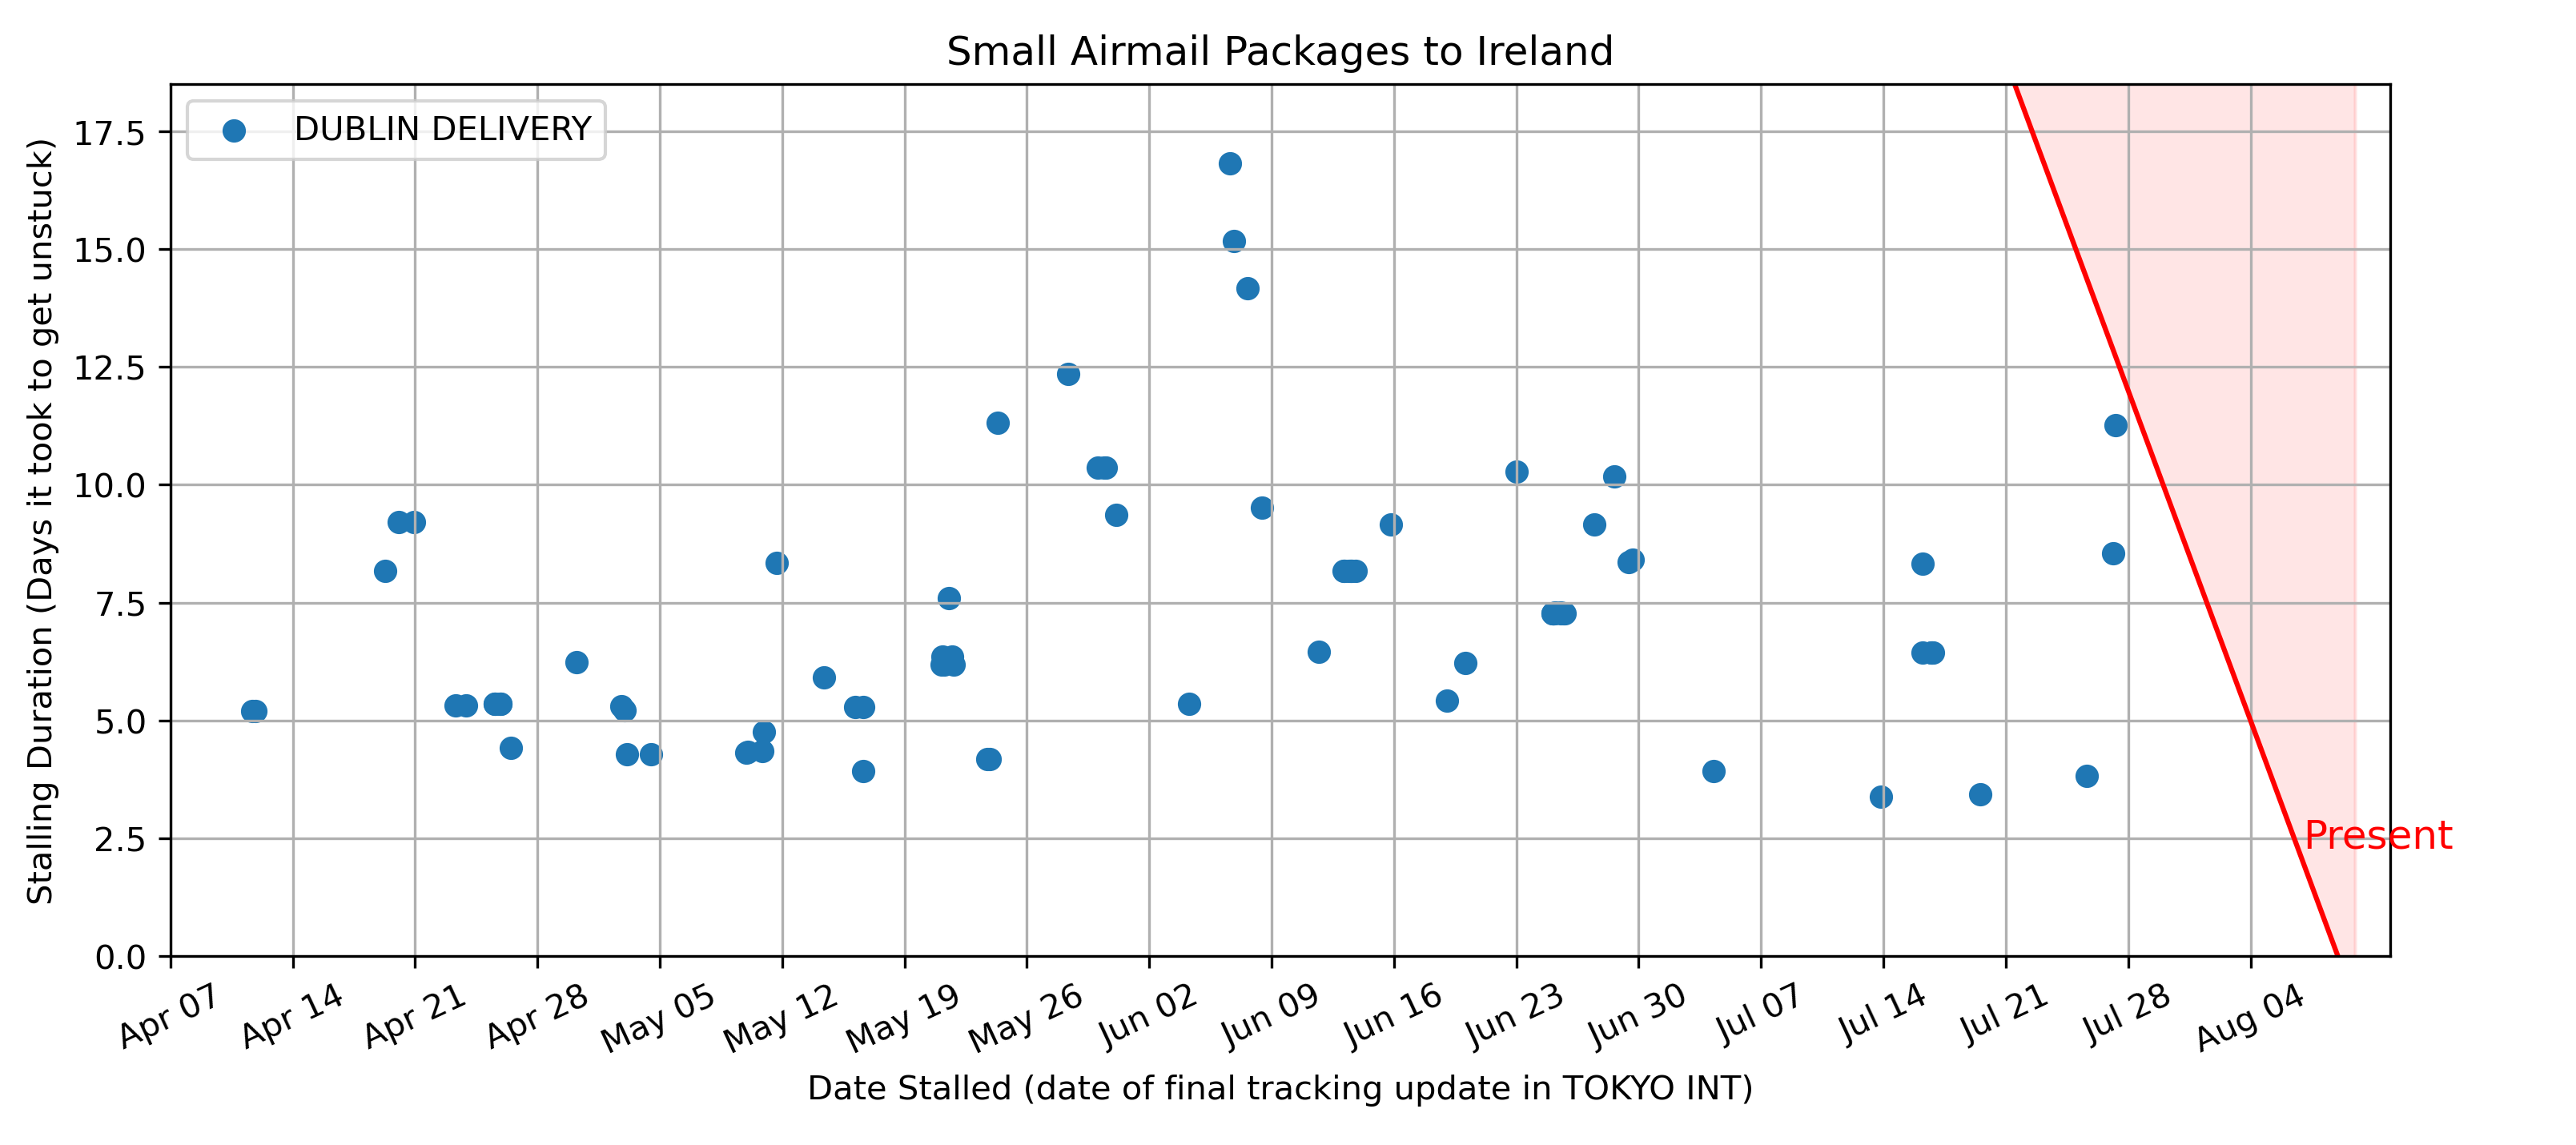 Small Airmail Packages to Ireland
DUBLIN DELIVERY
Stalling Duration (Days it took to get unstuck)
17.5
15.0
12.5
10.0
7.5
5.0
2.5
0.0
Present
Apr 07
Apr 14
Apr 21
Apr 28
May 05
May 12
May 19
May 26
Jun 02
Jun 09
Jun 16
Jun 23
Jun 30
Jul 07
Jul 14
Jul 21
Jul 28
Aug 04
Date Stalled (date of final tracking update in TOKYO INT)